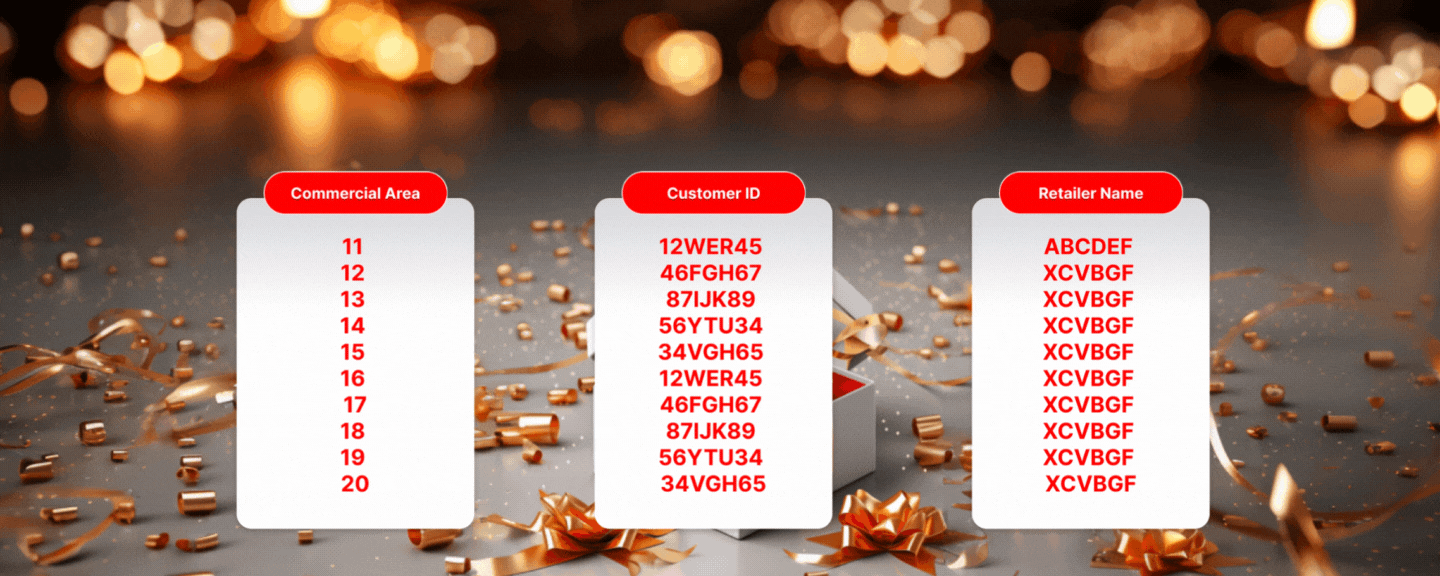 Commercial Area
11
12
13
14
15
16
17
18
19
20
Customer ID
12WER45
46FGH67
87IJK89
56YTU34
34VGH65
12WER45
46FGH67
87IJK89
56YTU34
34VGH65
Retailer Name
ABCDEF
XCVBGF
XCVBGF
XCVBGF
XCVBGF
XCVBGF
XCVBGF
XCVBGF
XCVBGF
XCVBGF